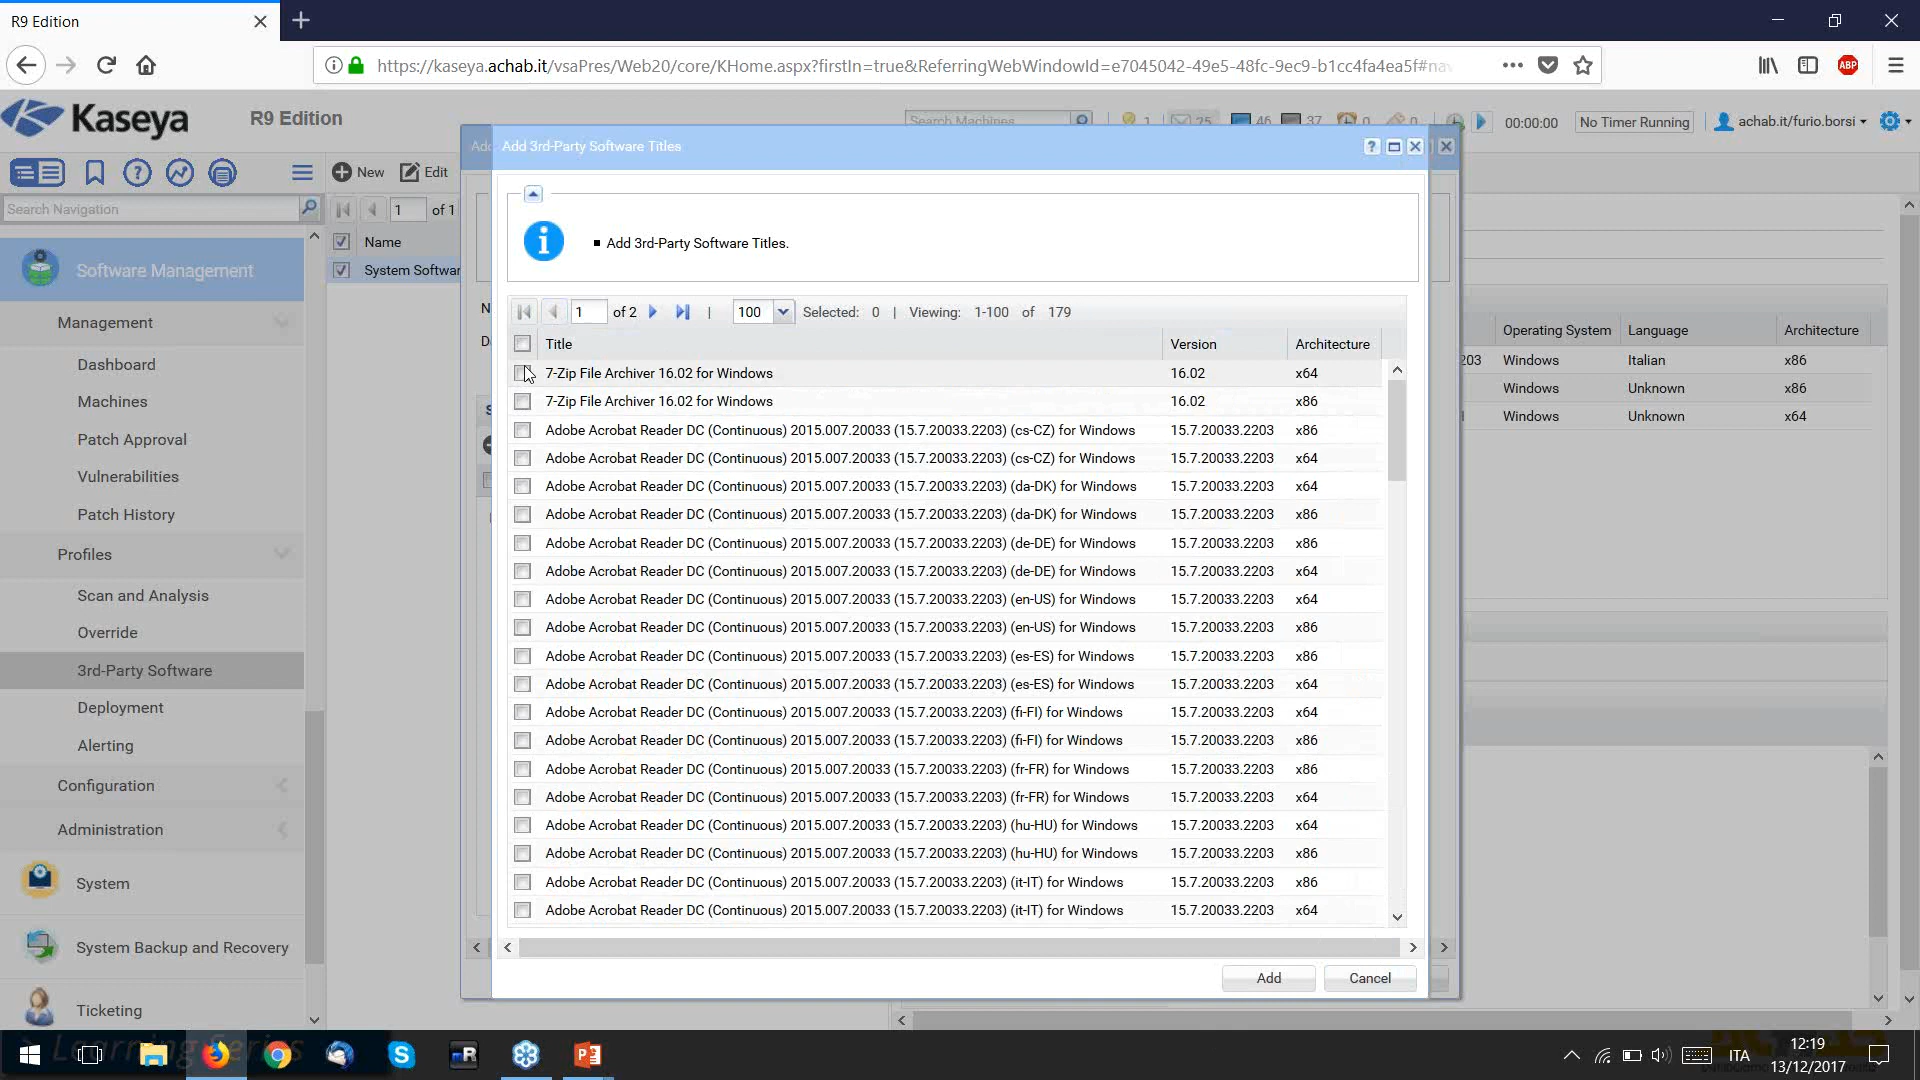 R9 Edition
https://kaseya.achab.it/vsaPres/Web20/core/KHome.aspx?firstIn=true&ReferringWebWindowId=e7045042-49e5-48fc-9ec9-b1cc4fa4ea5f#nav
ABP
Kaseya
R9 Edition
Search Machines
1
25
46
37
0
0
00:00:00
No Timer Running
achab.it/furio.borsi
New
Edit
Search Navigation
1 of 1
Name
System Softwar
Software Management
Management
Dashboard
Machines
Patch Approval
Vulnerabilities
Patch History
Profiles
Scan and Analysis
Override
3rd-Party Software
Deployment
Alerting
Configuration
Administration
System
System Backup and Recovery
Ticketing
Add 3rd-Party Software Titles
Add 3rd-Party Software Titles.
1 of 2 | 100 Selected: 0 | Viewing: 1-100 of 179
Title Version Architecture
7-Zip File Archiver 16.02 for Windows 16.02 x64
7-Zip File Archiver 16.02 for Windows 16.02 x86
Adobe Acrobat Reader DC (Continuous) 2015.007.20033 (15.7.20033.2203) (cs-CZ) for Windows 15.7.20033.2203 x86
Adobe Acrobat Reader DC (Continuous) 2015.007.20033 (15.7.20033.2203) (cs-CZ) for Windows 15.7.20033.2203 x64
Adobe Acrobat Reader DC (Continuous) 2015.007.20033 (15.7.20033.2203) (da-DK) for Windows 15.7.20033.2203 x64
Adobe Acrobat Reader DC (Continuous) 2015.007.20033 (15.7.20033.2203) (da-DK) for Windows 15.7.20033.2203 x86
Adobe Acrobat Reader DC (Continuous) 2015.007.20033 (15.7.20033.2203) (de-DE) for Windows 15.7.20033.2203 x86
Adobe Acrobat Reader DC (Continuous) 2015.007.20033 (15.7.20033.2203) (de-DE) for Windows 15.7.20033.2203 x64
Adobe Acrobat Reader DC (Continuous) 2015.007.20033 (15.7.20033.2203) (en-US) for Windows 15.7.20033.2203 x64
Adobe Acrobat Reader DC (Continuous) 2015.007.20033 (15.7.20033.2203) (en-US) for Windows 15.7.20033.2203 x86
Adobe Acrobat Reader DC (Continuous) 2015.007.20033 (15.7.20033.2203) (es-ES) for Windows 15.7.20033.2203 x86
Adobe Acrobat Reader DC (Continuous) 2015.007.20033 (15.7.20033.2203) (es-ES) for Windows 15.7.20033.2203 x64
Adobe Acrobat Reader DC (Continuous) 2015.007.20033 (15.7.20033.2203) (fi-FI) for Windows 15.7.20033.2203 x64
Adobe Acrobat Reader DC (Continuous) 2015.007.20033 (15.7.20033.2203) (fi-FI) for Windows 15.7.20033.2203 x86
Adobe Acrobat Reader DC (Continuous) 2015.007.20033 (15.7.20033.2203) (fr-FR) for Windows 15.7.20033.2203 x86
Adobe Acrobat Reader DC (Continuous) 2015.007.20033 (15.7.20033.2203) (fr-FR) for Windows 15.7.20033.2203 x64
Adobe Acrobat Reader DC (Continuous) 2015.007.20033 (15.7.20033.2203) (hu-HU) for Windows 15.7.20033.2203 x64
Adobe Acrobat Reader DC (Continuous) 2015.007.20033 (15.7.20033.2203) (hu-HU) for Windows 15.7.20033.2203 x86
Adobe Acrobat Reader DC (Continuous) 2015.007.20033 (15.7.20033.2203) (it-IT) for Windows 15.7.20033.2203 x86
Adobe Acrobat Reader DC (Continuous) 2015.007.20033 (15.7.20033.2203) (it-IT) for Windows 15.7.20033.2203 x64
Add
Cancel
Operating System Language Architecture
203 Windows Italian x86
Windows Unknown x86
Windows Unknown x64
Learning Series
ITA
12:19
13/12/2017